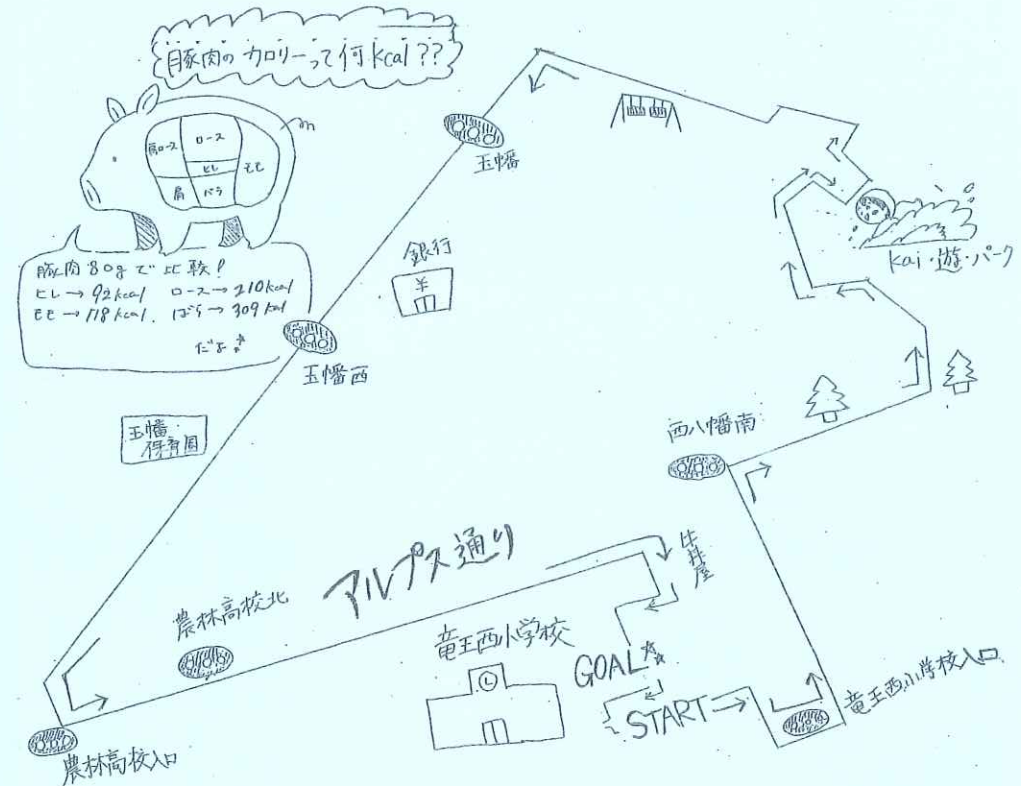 豚肉のカロリーって何kcal??
肩ロース
ロース
ヒレ
モモ
肩
バラ
豚肉80gで比較!
ヒレ→92kcal ロース→210kcal
モモ→118kcal. ばら→309kcal
だよ
玉幡
銀行
¥
玉幡西
玉幡
保育園
kai・遊・パーク
西八幡南
牛丼屋
アルプス通り
農林高校北
竜王西小学校
GOAL
START→
竜王西小学校入口
農林高校入口